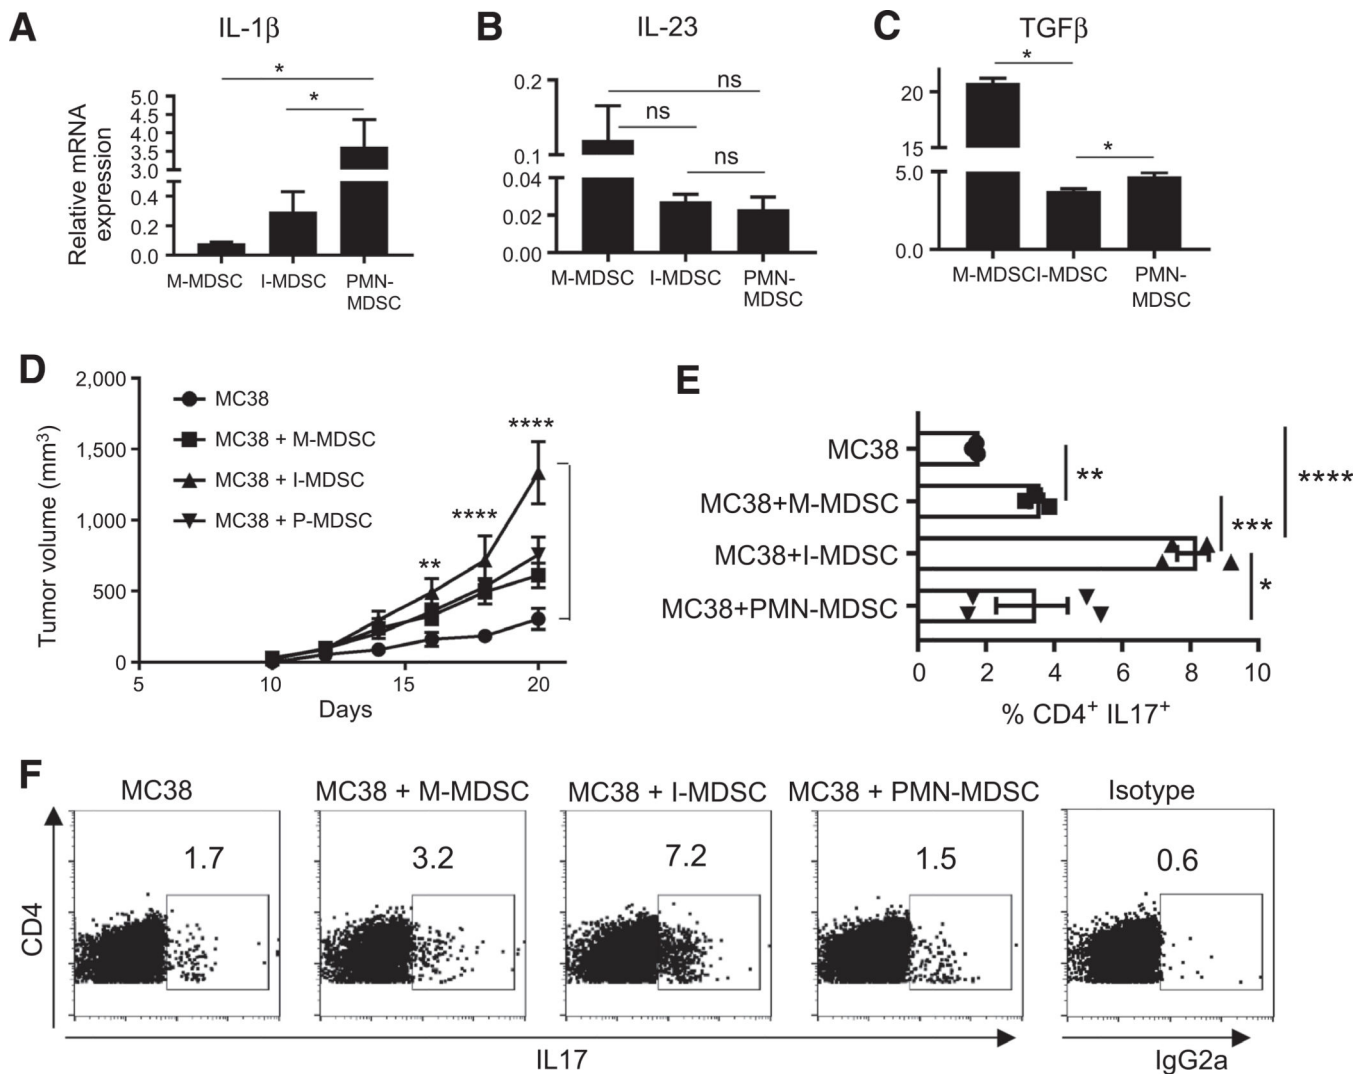 A
IL-1β
*
*
Relative mRNA
expression
5.0
4.5
4.0
3.5
3.0
0.4
0.2
0.0
M-MDSC
I-MDSC
PMN-
MDSC
B
IL-23
ns
ns
ns
0.2
0.1
0.04
0.02
0.00
M-MDSC
I-MDSC
PMN-
MDSC
C
TGFβ
*
*
20
15
5.0
0.0
M-MDSC
I-MDSC
PMN-
MDSC
D
Tumor volume (mm³)
2,000
1,500
1,000
500
0
MC38
MC38 + M-MDSC
MC38 + I-MDSC
MC38 + P-MDSC
**
****
****
5
10
15
20
Days
E
MC38
MC38+M-MDSC
MC38+I-MDSC
MC38+PMN-MDSC
**
***
*
****
0 2 4 6 8 10
% CD4⁺ IL17⁺
F
MC38
MC38 + M-MDSC
MC38 + I-MDSC
MC38 + PMN-MDSC
Isotype
1.7
3.2
7.2
1.5
0.6
CD4
IL17
IgG2a